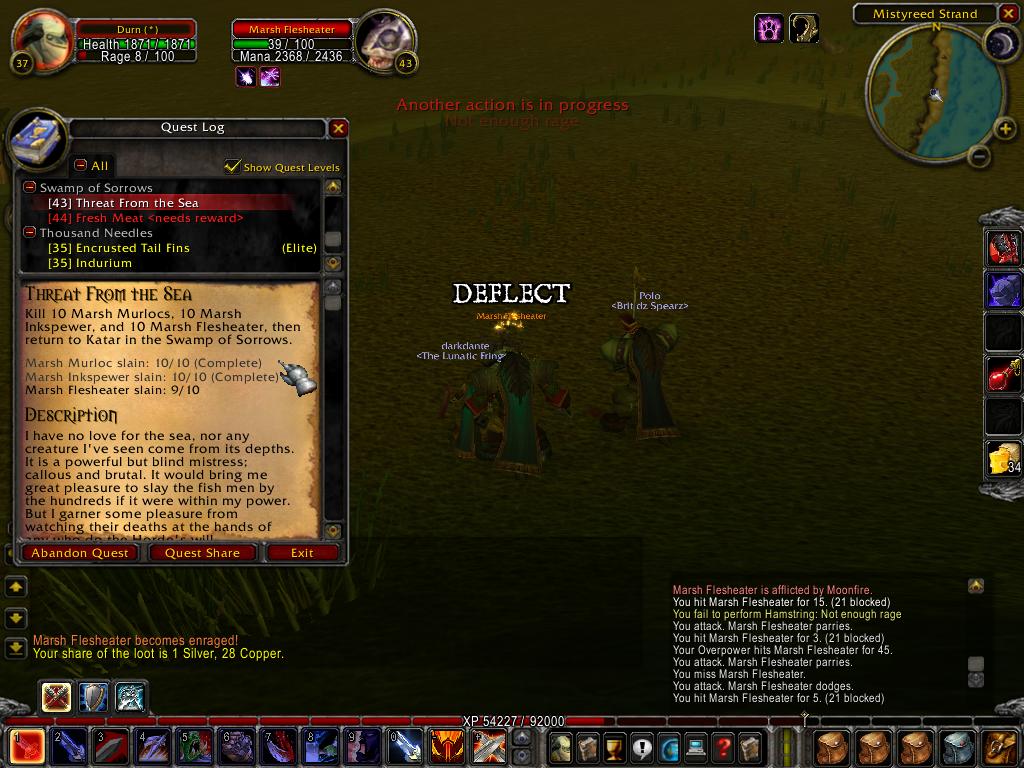 Durn (*)
Health 1871 / 1871
Rage 8 / 100
37
Marsh Flesheater
39 / 100
Mana 2368 / 2436
43
Mistyreed Strand
N
Another action is in progress
Not enough rage
Quest Log
All
Show Quest Levels
Swamp of Sorrows
[43] Threat From the Sea
[44] Fresh Meat <needs reward>
Thousand Needles
[35] Encrusted Tail Fins (Elite)
[35] Indurium
Threat From the Sea
Kill 10 Marsh Murlocs, 10 Marsh
Inkspewer, and 10 Marsh Flesheater, then
return to Katar in the Swamp of Sorrows.
Marsh Murloc slain: 10/10 (Complete)
Marsh Inkspewer slain: 10/10 (Complete)
Marsh Flesheater slain: 9/10
Description
I have no love for the sea, nor any
creature I've seen come from its depths.
It is a powerful but blind mistress;
callous and brutal. It would bring me
great pleasure to slay the fish men by
the hundreds if it were within my power.
But I garner some pleasure from
watching their deaths at the hands of
any who do the Horde's will.
Abandon Quest
Quest Share
Exit
DEFLECT
Marsh Flesheater
darkdante
<The Lunatic Fring
Polo
Spearz>
34
Marsh Flesheater becomes enraged!
Your share of the loot is 1 Silver, 28 Copper.
Marsh Flesheater is afflicted by Moonfire.
You hit Marsh Flesheater for 15. (21 blocked)
You fail to perform Hamstring: Not enough rage
You attack. Marsh Flesheater parries.
You hit Marsh Flesheater for 3. (21 blocked)
Your Overpower hits Marsh Flesheater for 45.
You attack. Marsh Flesheater parries.
You miss Marsh Flesheater.
You attack. Marsh Flesheater dodges.
You hit Marsh Flesheater for 5. (21 blocked)
XP 54227 / 92000
1 2 3 4 5 6 7 8 9 0 - +